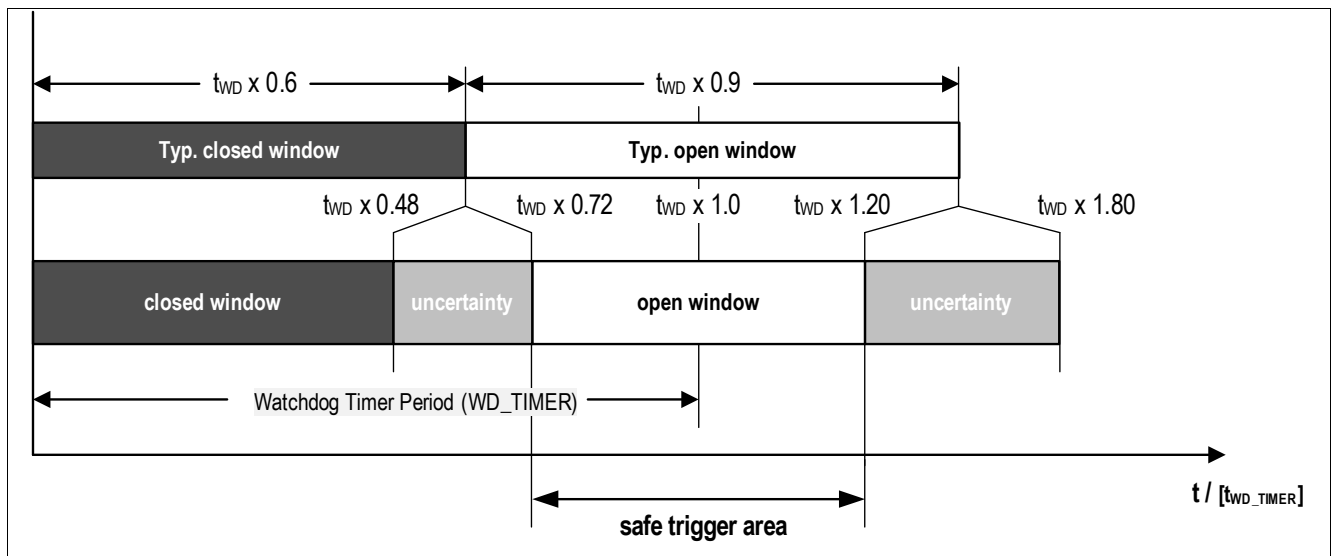 tWD x 0.6
tWD x 0.9
Typ. closed window
Typ. open window
tWD x 0.48
tWD x 0.72
tWD x 1.0
tWD x 1.20
tWD x 1.80
closed window
uncertainty
open window
uncertainty
Watchdog Timer Period (WD_TIMER)
t / [tWD_TIMER]
safe trigger area